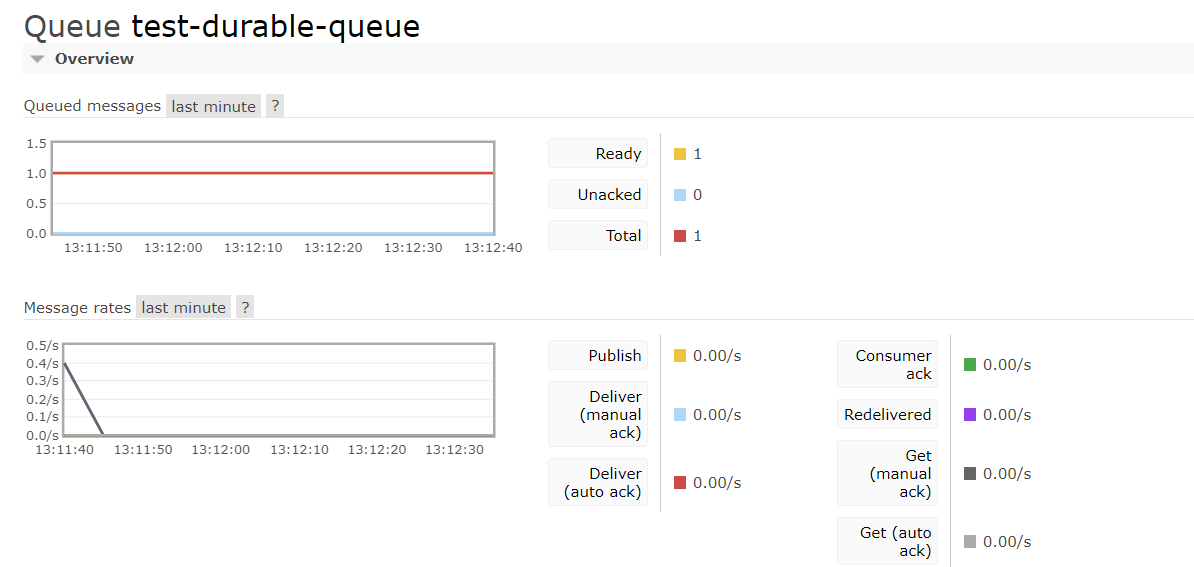 Queue test-durable-queue
Overview
Queued messages last minute ?
1.5
1.0
0.5
0.0
13:11:50 13:12:00 13:12:10 13:12:20 13:12:30 13:12:40
Ready 1
Unacked 0
Total 1
Message rates last minute ?
0.5/s
0.4/s
0.3/s
0.2/s
0.1/s
0.0/s
13:11:40 13:11:50 13:12:00 13:12:10 13:12:20 13:12:30
Publish 0.00/s
Deliver
(manual 0.00/s
ack)
Deliver
(auto ack) 0.00/s
Consumer
ack 0.00/s
Redelivered 0.00/s
Get
(manual 0.00/s
ack)
Get (auto
ack) 0.00/s